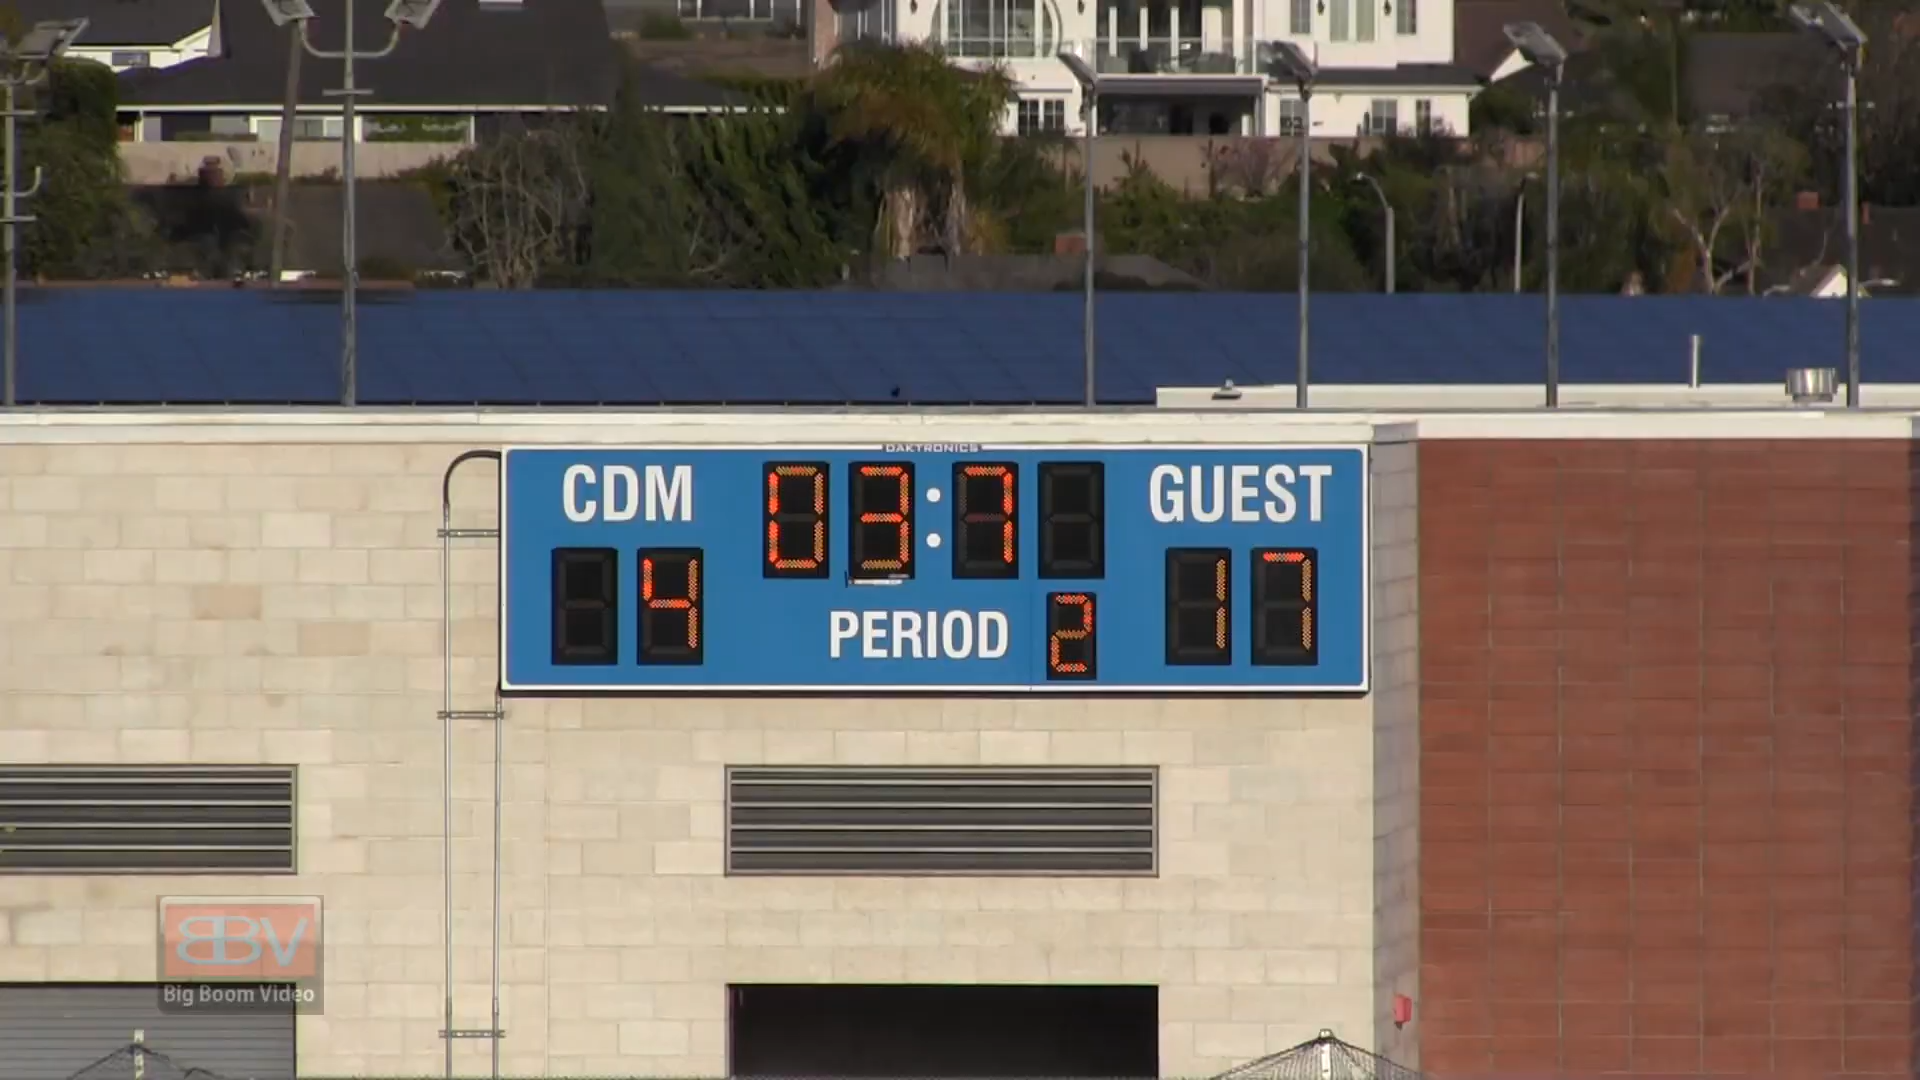 DAKTRONICS
CDM 03:7 GUEST
4 PERIOD 2 17
BBV
Big Boom Video